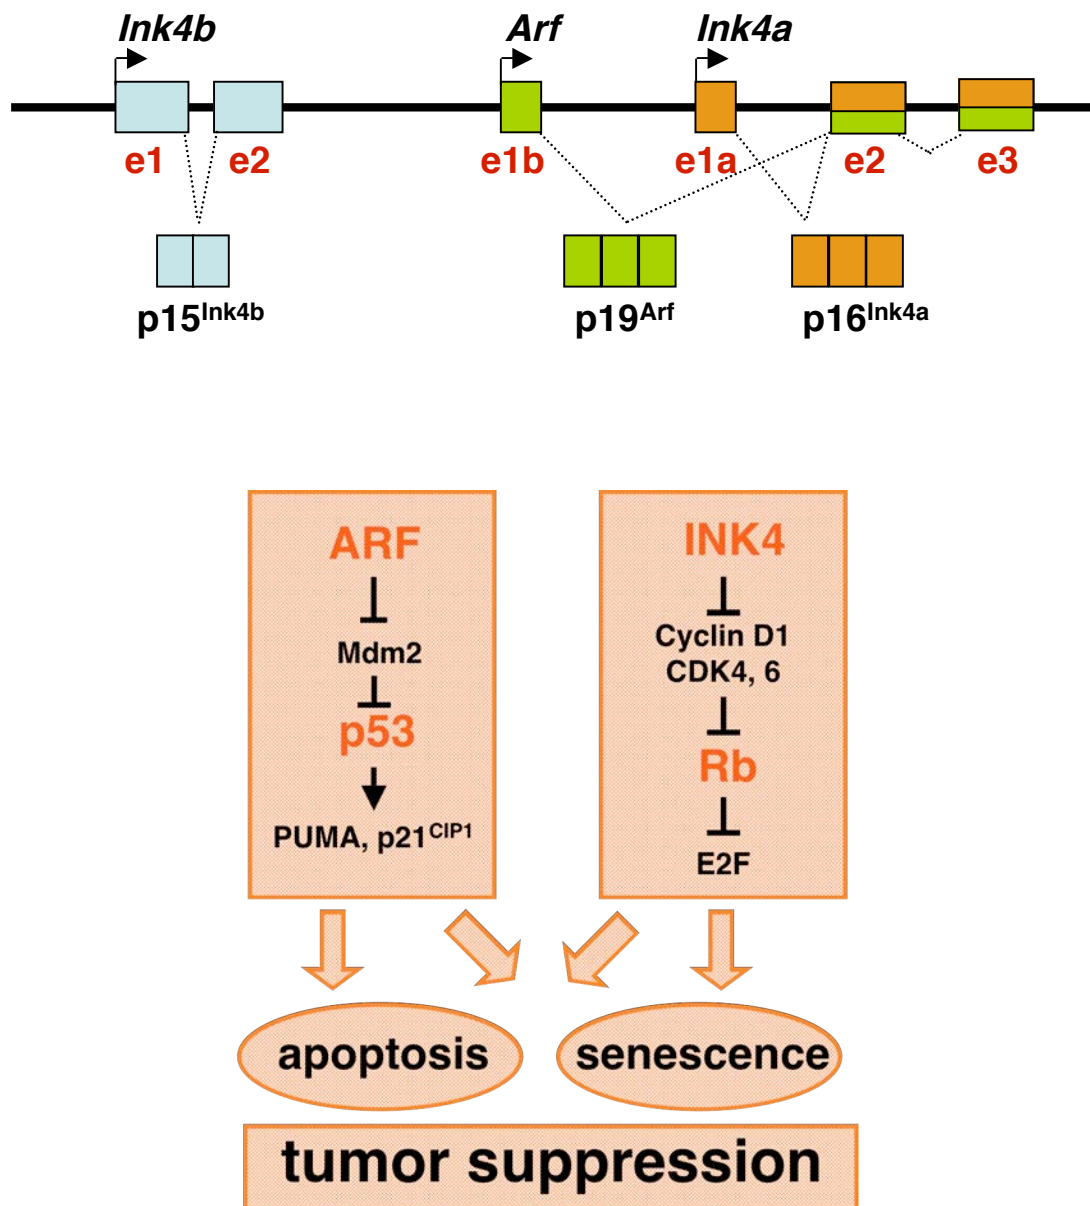 Ink4b Arf Ink4a
e1 e2 e1b e1a e2 e3
p15Ink4b p19Arf p16Ink4a
ARF
Mdm2
p53
PUMA, p21CIP1
INK4
Cyclin D1
CDK4, 6
Rb
E2F
apoptosis senescence
tumor suppression